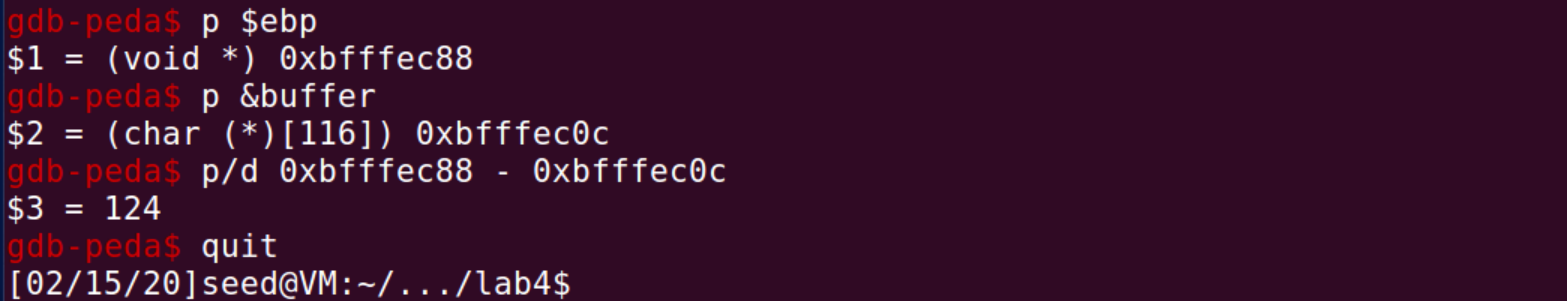 gdb-peda$ p $ebp
$1 = (void *) 0xbfffec88
gdb-peda$ p &buffer
$2 = (char (*)[116]) 0xbfffec0c
gdb-peda$ p/d 0xbfffec88 - 0xbfffec0c
$3 = 124
gdb-peda$ quit
[02/15/20]seed@VM:~/.../lab4$